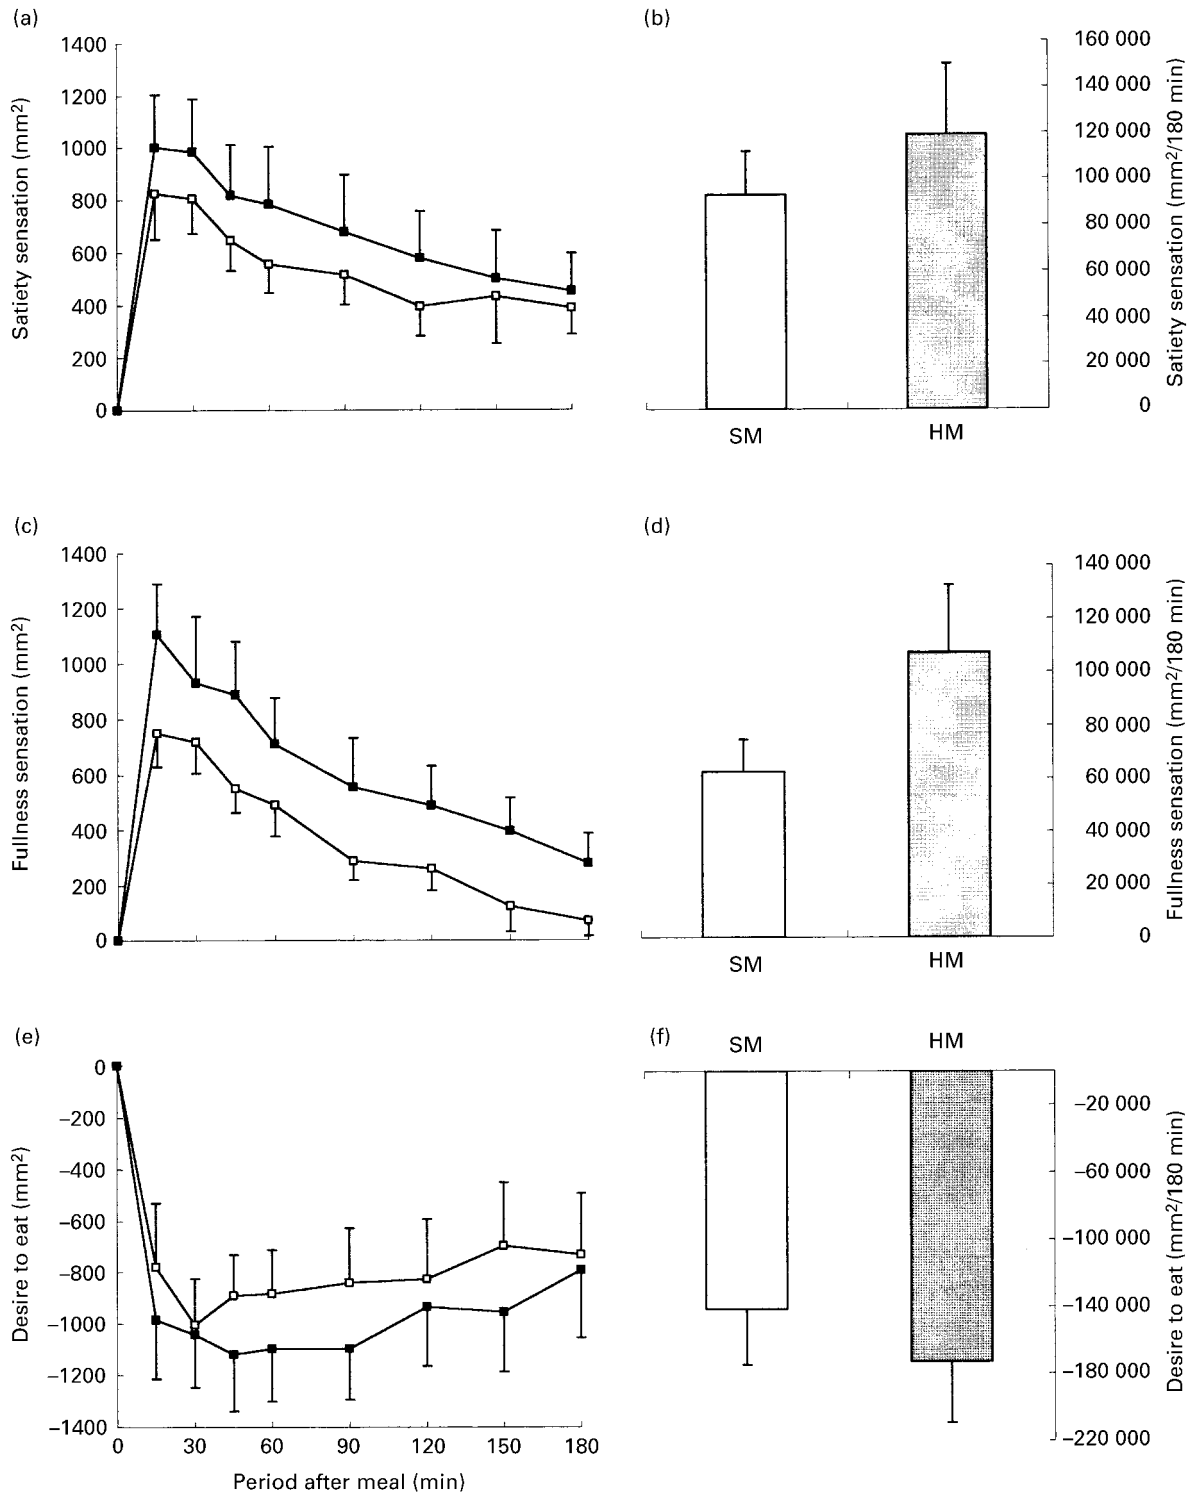 (a)
1400
1200
1000
800
600
400
200
0
Satiety sensation (mm²)
(b)
160 000
140 000
120 000
100 000
80 000
60 000
40 000
20 000
0
Satiety sensation (mm²/180 min)
SM
HM
(c)
1400
1200
1000
800
600
400
200
0
Fullness sensation (mm²)
(d)
140 000
120 000
100 000
80 000
60 000
40 000
20 000
0
Fullness sensation (mm²/180 min)
SM
HM
(e)
0
–200
–400
–600
–800
–1000
–1200
–1400
Desire to eat (mm²)
0 30 60 90 120 150 180
Period after meal (min)
(f)
SM
HM
–20 000
–60 000
–100 000
–140 000
–180 000
–220 000
Desire to eat (mm²/180 min)